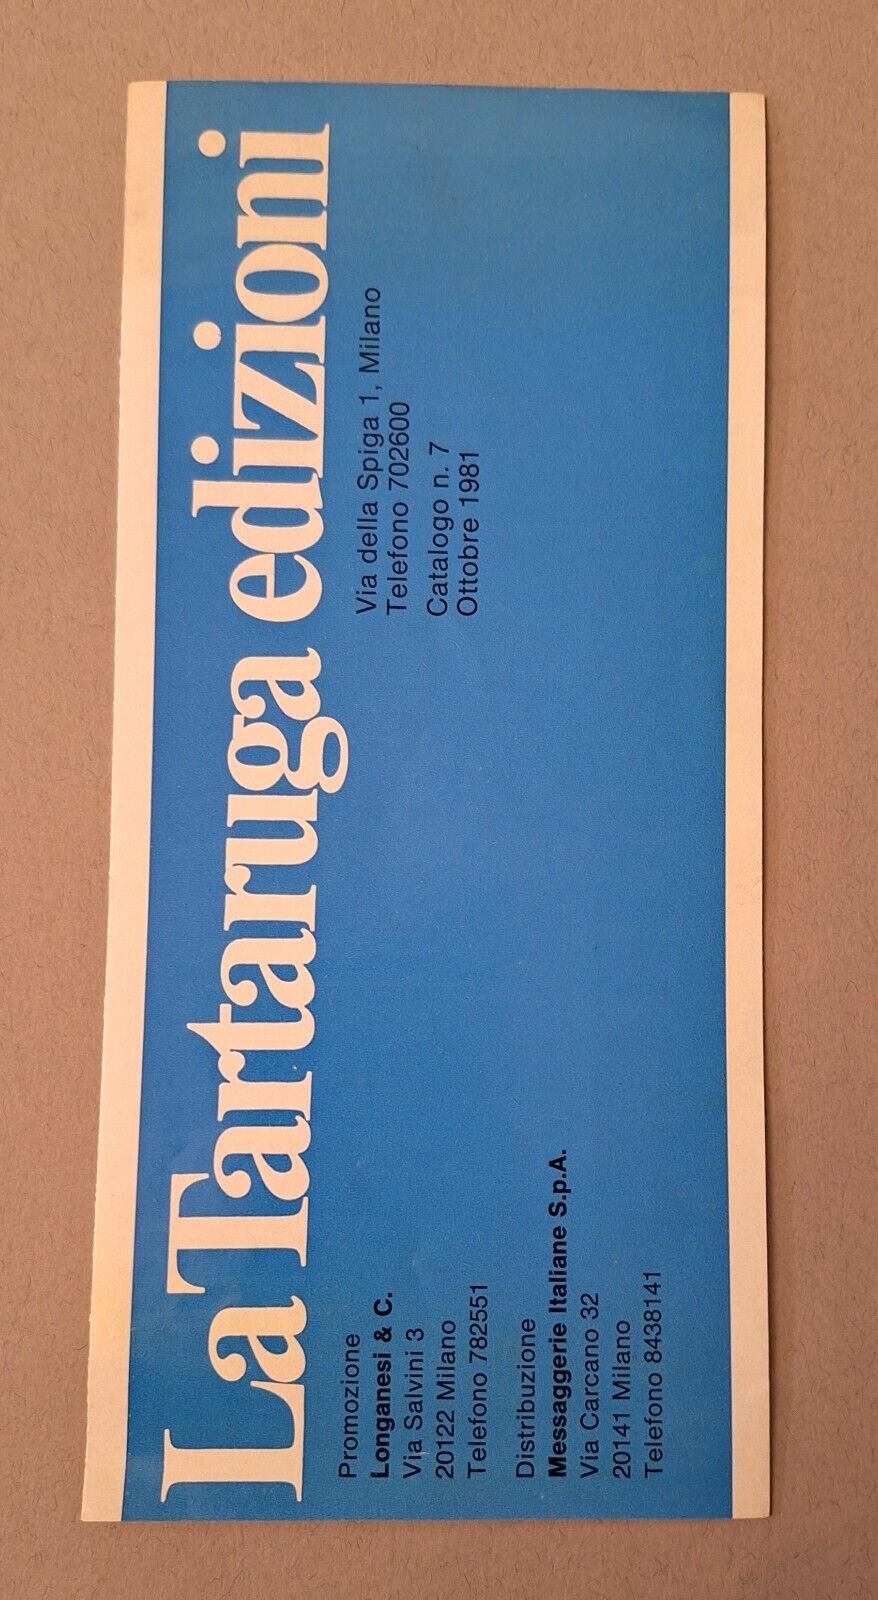 La Tartaruga edizioni
Via della Spiga 1, Milano
Telefono 702600
Catalogo n. 7
Ottobre 1981
Promozione
Longanesi & C.
Via Salvini 3
20122 Milano
Telefono 782551
Distribuzione
Messaggerie Italiane S.p.A.
Via Carcano 32
20141 Milano
Telefono 8438141